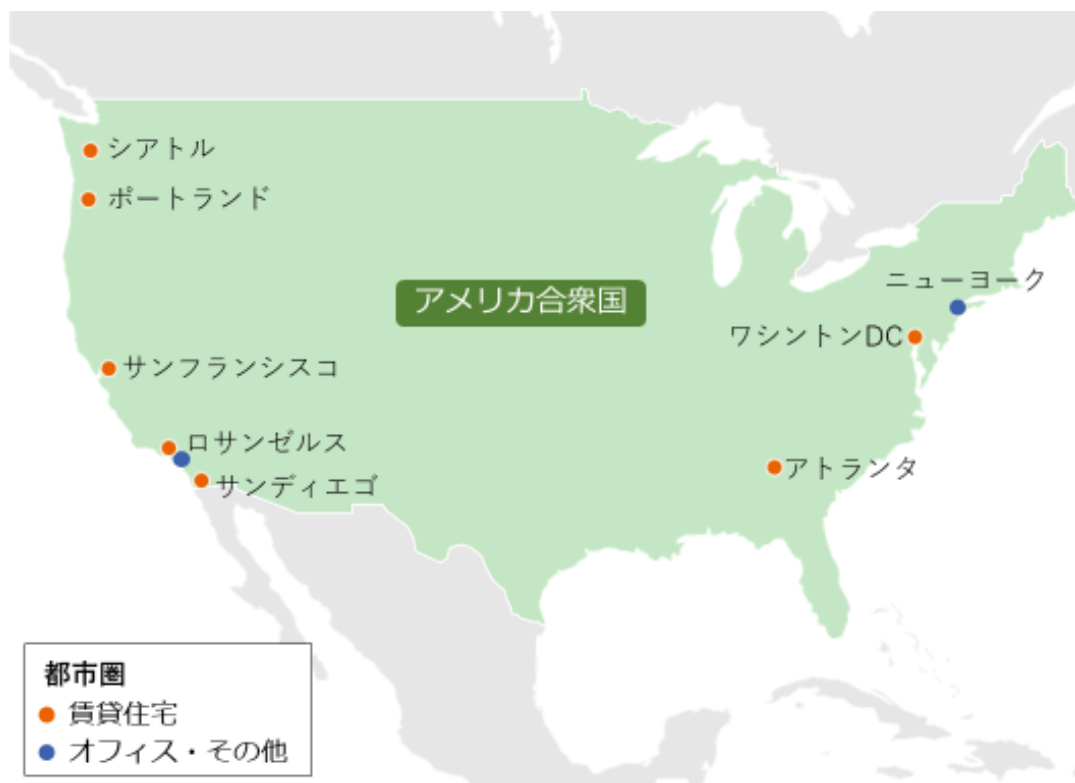 シアトル
ポートランド
アメリカ合衆国
ニューヨーク
ワシントンDC
サンフランシスコ
ロサンゼルス
サンディエゴ
アトランタ
都市圏
賃貸住宅
オフィス・その他